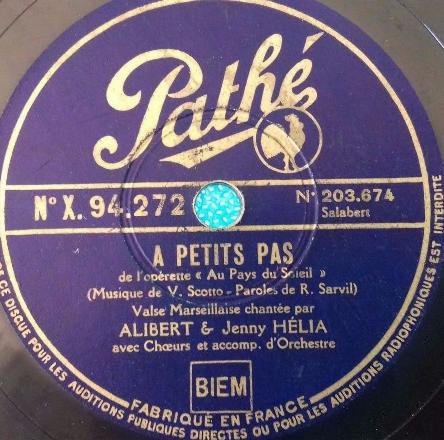 Pathé
N° X. 94.272
N° 203.674
Salabert
A PETITS PAS
de l'opérette « Au Pays du Soleil »
(Musique de V. Scotto - Paroles de R. Sarvil)
Valse Marseillaise chantée par
ALIBERT & Jenny HÉLIA
avec Chœurs et accomp. d'Orchestre
BIEM
FABRIQUÉ EN FRANCE
CE DISQUE POUR LES AUDITIONS PUBLIQUES DIRECTES OU POUR LES AUDITIONS RADIOPHONIQUES EST INTERDITE